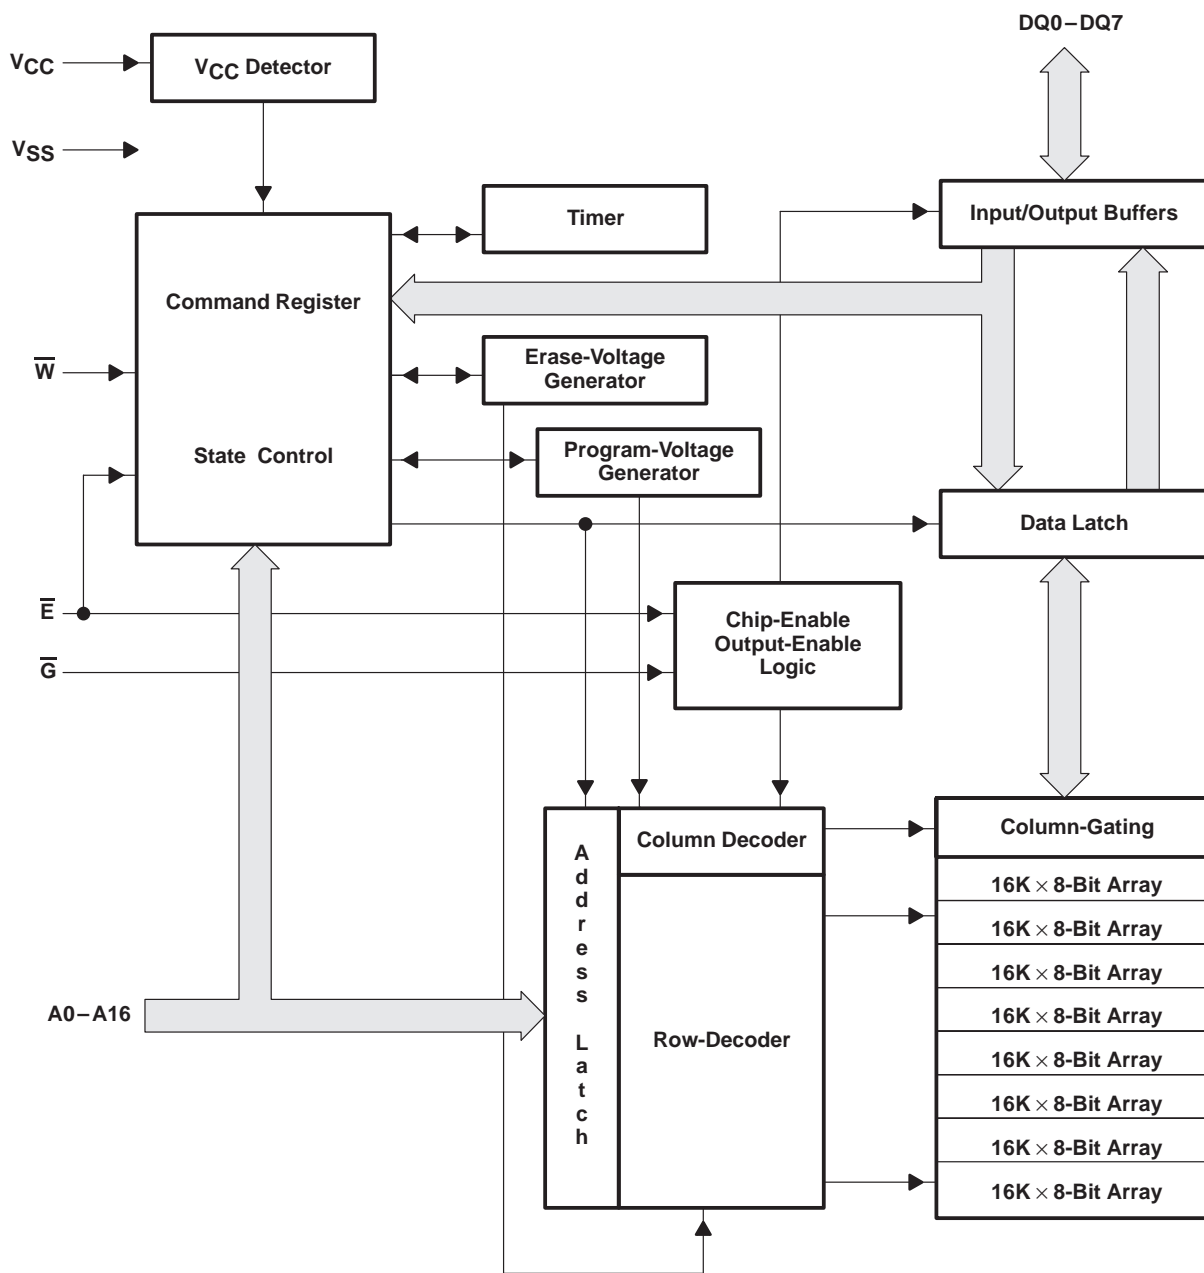 DQ0–DQ7
VCC
VCC Detector
VSS
Timer
Input/Output Buffers
Command Register
W̅
Erase-Voltage
Generator
State Control
Program-Voltage
Generator
Data Latch
E̅
Chip-Enable
Output-Enable
Logic
G̅
Address Latch
Column Decoder
Column-Gating
16K × 8-Bit Array
16K × 8-Bit Array
16K × 8-Bit Array
16K × 8-Bit Array
16K × 8-Bit Array
16K × 8-Bit Array
16K × 8-Bit Array
16K × 8-Bit Array
A0–A16
Row-Decoder